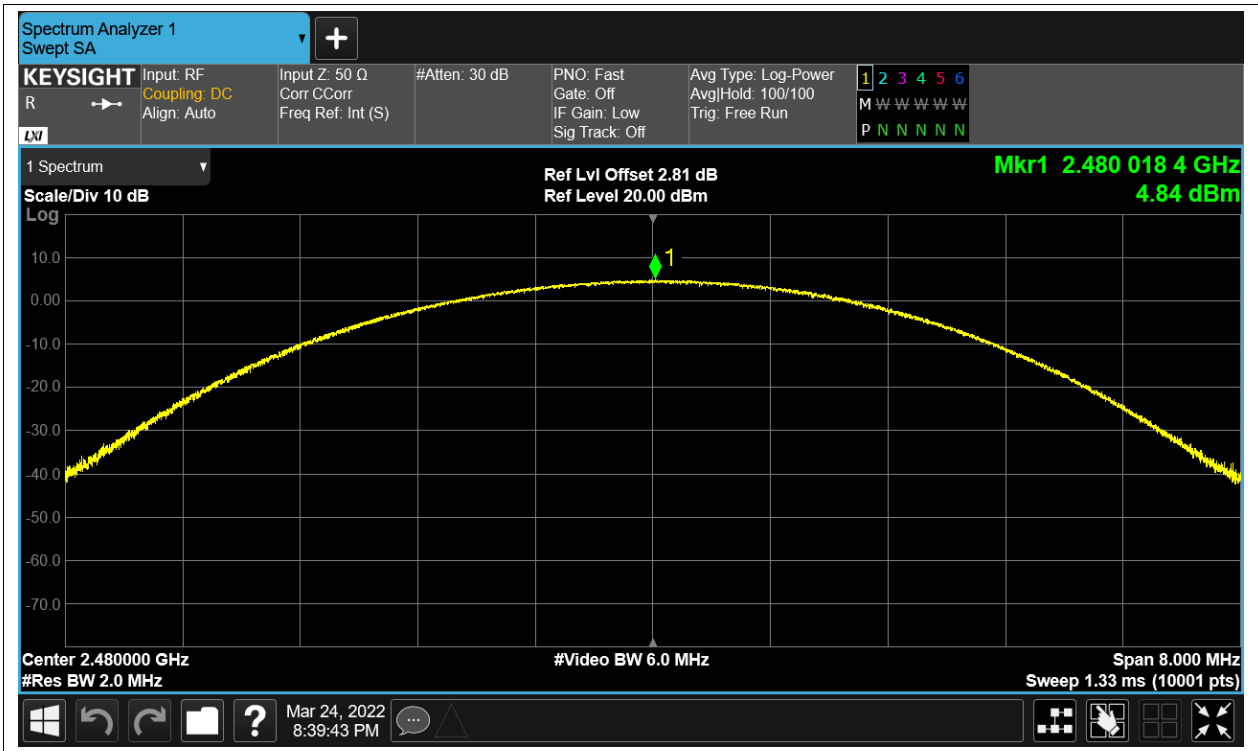 Spectrum Analyzer 1
Swept SA
KEYSIGHT
R
LXI
Input: RF
Coupling: DC
Align: Auto
Input Z: 50 Ω
Corr CCorr
Freq Ref: Int (S)
#Atten: 30 dB
PNO: Fast
Gate: Off
IF Gain: Low
Sig Track: Off
Avg Type: Log-Power
Avg|Hold: 100/100
Trig: Free Run
1 2 3 4 5 6
M W W W W W W
P N N N N N N
1 Spectrum
Scale/Div 10 dB
Ref Lvl Offset 2.81 dB
Ref Level 20.00 dBm
Mkr1 2.480 018 4 GHz
4.84 dBm
Log
1
10.0
0.00
-10.0
-20.0
-30.0
-40.0
-50.0
-60.0
-70.0
Center 2.480000 GHz
#Video BW 6.0 MHz
Span 8.000 MHz
#Res BW 2.0 MHz
Sweep 1.33 ms (10001 pts)
?
Mar 24, 2022
8:39:43 PM